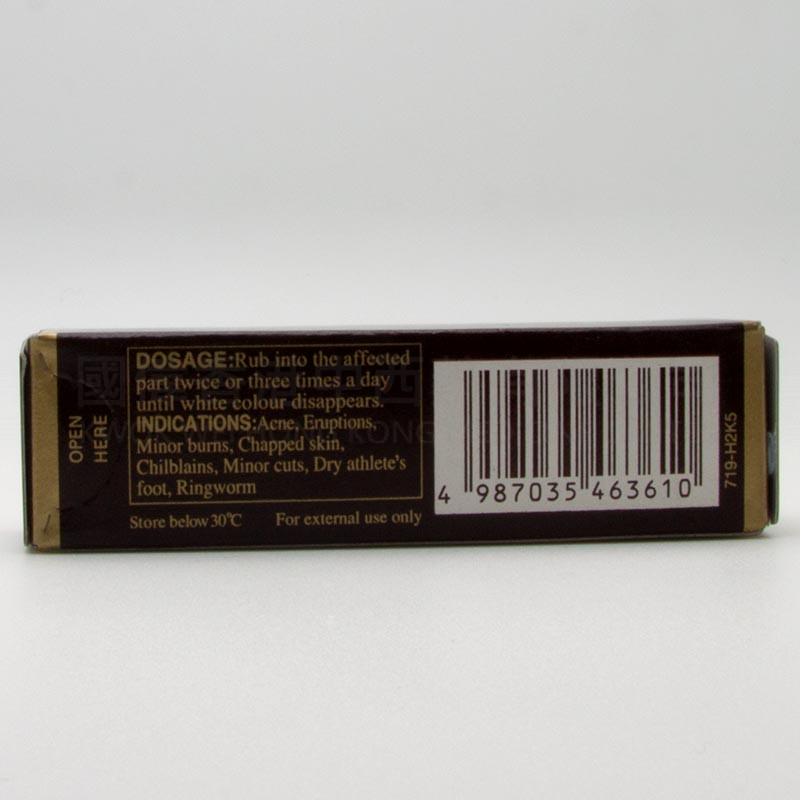 OPEN
HERE
DOSAGE:Rub into the affected
part twice or three times a day
until white colour disappears.
INDICATIONS:Acne, Eruptions,
Minor burns, Chapped skin,
Chilblains, Minor cuts, Dry athlete's
foot, Ringworm
Store below 30℃ For external use only
4 987035 463610
719-H2K5